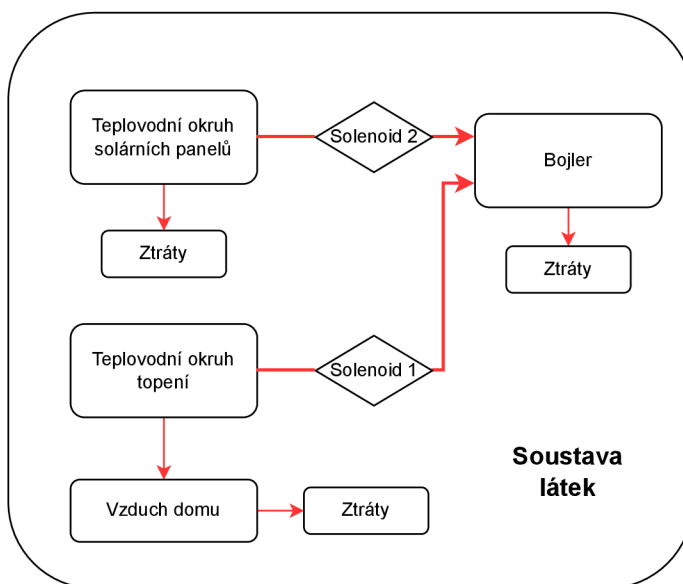 Teplovodní okruh
solárních panelů
Solenoid 2
Bojler
Ztráty
Ztráty
Teplovodní okruh
topení
Solenoid 1
Soustava
látek
Vzduch domu
Ztráty